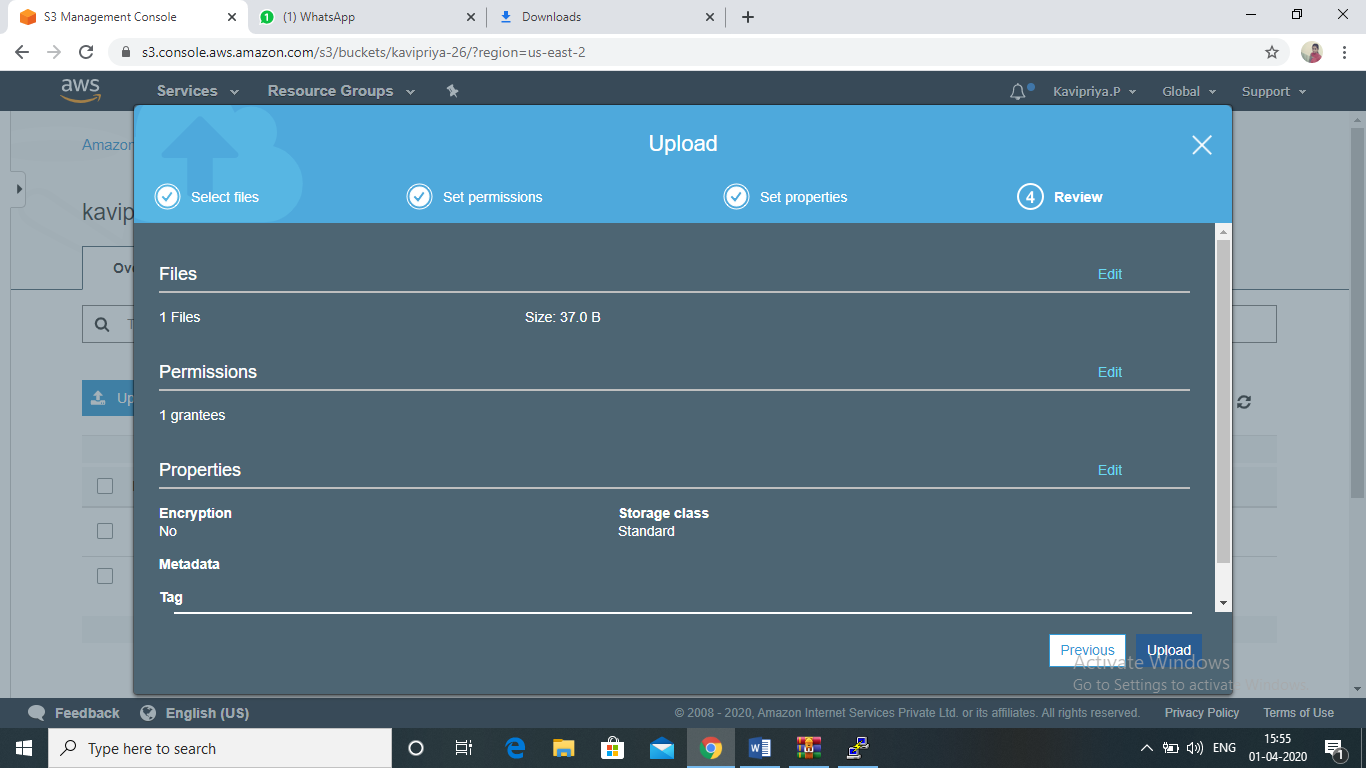 S3 Management Console
(1) WhatsApp
Downloads
s3.console.aws.amazon.com/s3/buckets/kavipriya-26/?region=us-east-2
aws Services Resource Groups Kavipriya.P Global Support
Amazon
Upload
Select files Set permissions Set properties 4 Review
kavip
Files Edit
1 Files Size: 37.0 B
Permissions Edit
1 grantees
Properties Edit
Encryption Storage class
No Standard
Metadata
Tag
Previous Upload
Activate Windows
Go to Settings to activate Windows.
Feedback English (US) © 2008 - 2020, Amazon Internet Services Private Ltd. or its affiliates. All rights reserved. Privacy Policy Terms of Use
Type here to search
ENG
15:55
01-04-2020
1